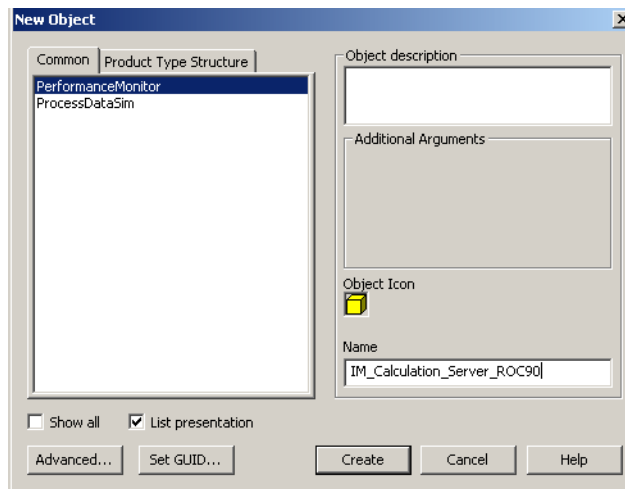 New Object
Common
Product Type Structure
PerformanceMonitor
ProcessDataSim
Object description
Additional Arguments
Object Icon
Name
IM_Calculation_Server_ROC90
Show all
List presentation
Advanced...
Set GUID...
Create
Cancel
Help